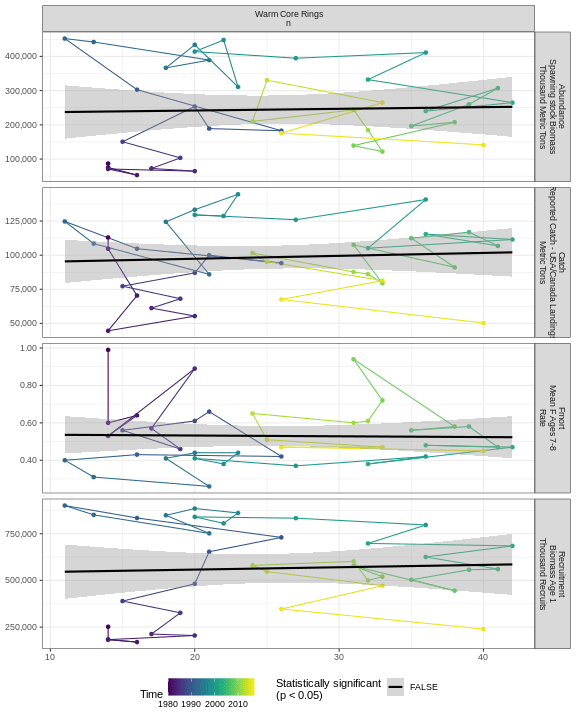 Warm Core Rings
n
400,000
300,000
200,000
100,000
Abundance
Spawning stock Biomass
Thousand Metric Tons
125,000
100,000
75,000
50,000
Catch
Reported Catch - USA/Canada Landings
Metric Tons
1.00
0.80
0.60
0.40
Fmort
Mean F Ages 7-8
Rate
750,000
500,000
250,000
Recruitment
Biomass Age 1
Thousand Recruits
10
20
30
40
Time
1980 1990 2000 2010
Statistically significant
(p < 0.05)
FALSE